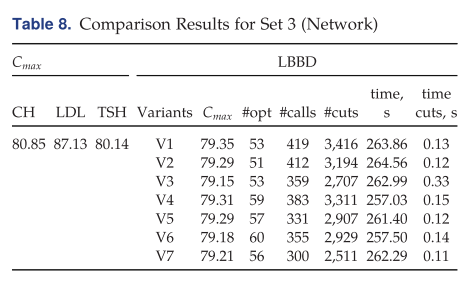 Table 8. Comparison Results for Set 3 (Network)
Cmax LBBD
CH LDL TSH Variants Cmax #opt #calls #cuts time, s time cuts, s
80.85 87.13 80.14 V1 79.35 53 419 3,416 263.86 0.13
V2 79.29 51 412 3,194 264.56 0.12
V3 79.15 53 359 2,707 262.99 0.33
V4 79.31 59 383 3,311 257.03 0.15
V5 79.29 57 331 2,907 261.40 0.12
V6 79.18 60 355 2,929 257.50 0.14
V7 79.21 56 300 2,511 262.29 0.11